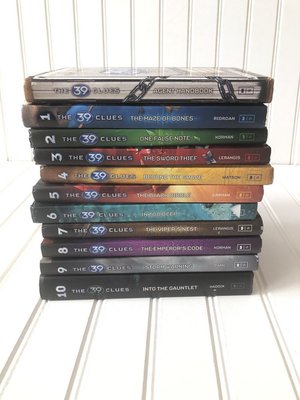 THE 39 CLUES AGENT HANDBOOK
1 THE 39 CLUES THE MAZE OF BONES RIORDAN
2 THE 39 CLUES ONE FALSE NOTE KORMAN
3 THE 39 CLUES THE SWORD THIEF LERANGIS
4 THE 39 CLUES BEYOND THE GRAVE WATSON
5 THE 39 CLUES THE BLACK CIRCLE CARMAN
6 THE 39 CLUES IN TOO DEEP
7 THE 39 CLUES THE VIPER'S NEST LERANGIS
8 THE 39 CLUES THE EMPEROR'S CODE KORMAN
9 THE 39 CLUES STORM WARNING PARK
10 THE 39 CLUES INTO THE GAUNTLET HADDIX